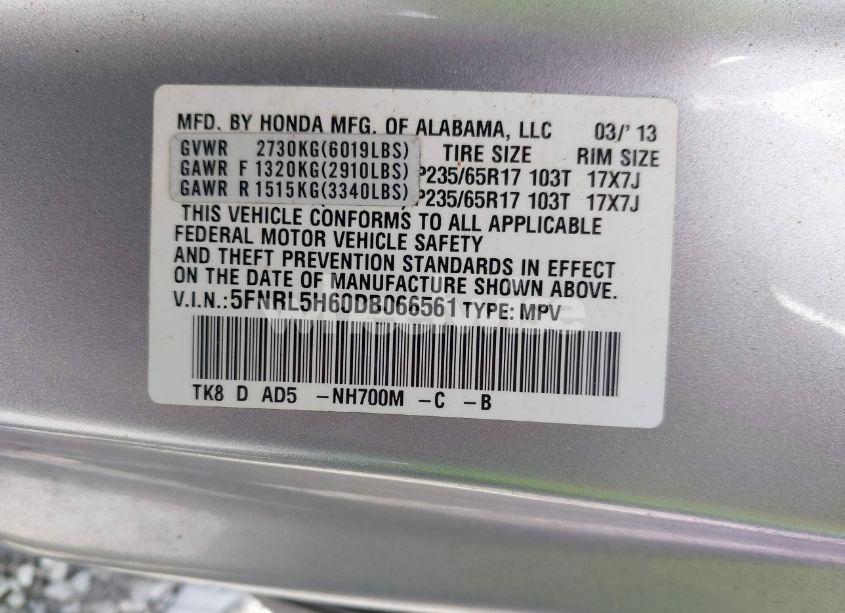 MFD. BY HONDA MFG. OF ALABAMA, LLC 03/'13
GVWR 2730KG(6019LBS) TIRE SIZE RIM SIZE
GAWR F 1320KG(2910LBS) P235/65R17 103T 17X7J
GAWR R 1515KG(3340LBS) P235/65R17 103T 17X7J
THIS VEHICLE CONFORMS TO ALL APPLICABLE
FEDERAL MOTOR VEHICLE SAFETY
AND THEFT PREVENTION STANDARDS IN EFFECT
ON THE DATE OF MANUFACTURE SHOWN ABOVE.
V.I.N.: 5FNRL5H60DB066561 TYPE: MPV
TK8 D AD5 -NH700M -C -B